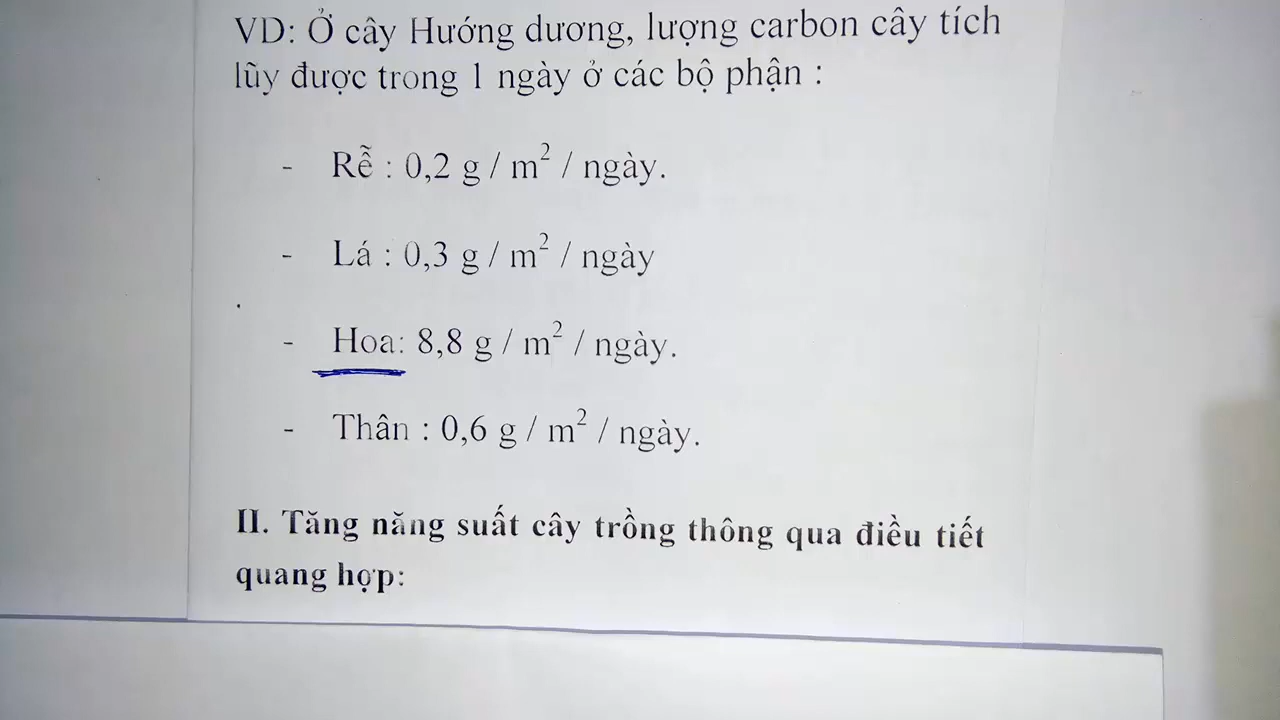 VD: Ở cây Hướng dương, lượng carbon cây tích
lũy được trong 1 ngày ở các bộ phận :
- Rễ : 0,2 g / m² / ngày.
- Lá : 0,3 g / m² / ngày
- Hoa: 8,8 g / m² / ngày.
- Thân : 0,6 g / m² / ngày.
II. Tăng năng suất cây trồng thông qua điều tiết
quang hợp: